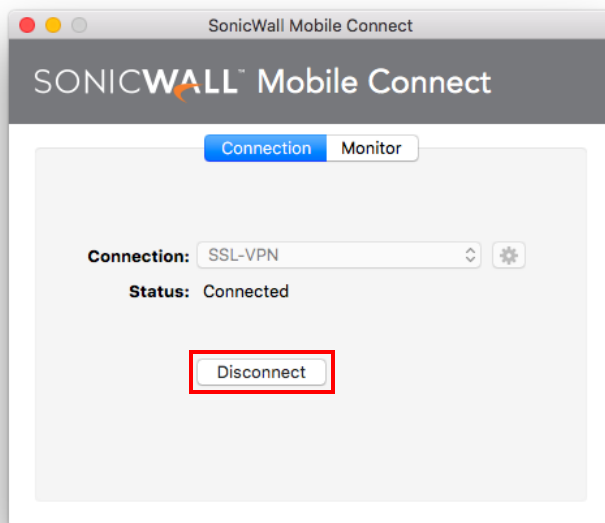 SonicWall Mobile Connect
SONICWALL™ Mobile Connect
Connection Monitor
Connection: SSL-VPN
Status: Connected
Disconnect